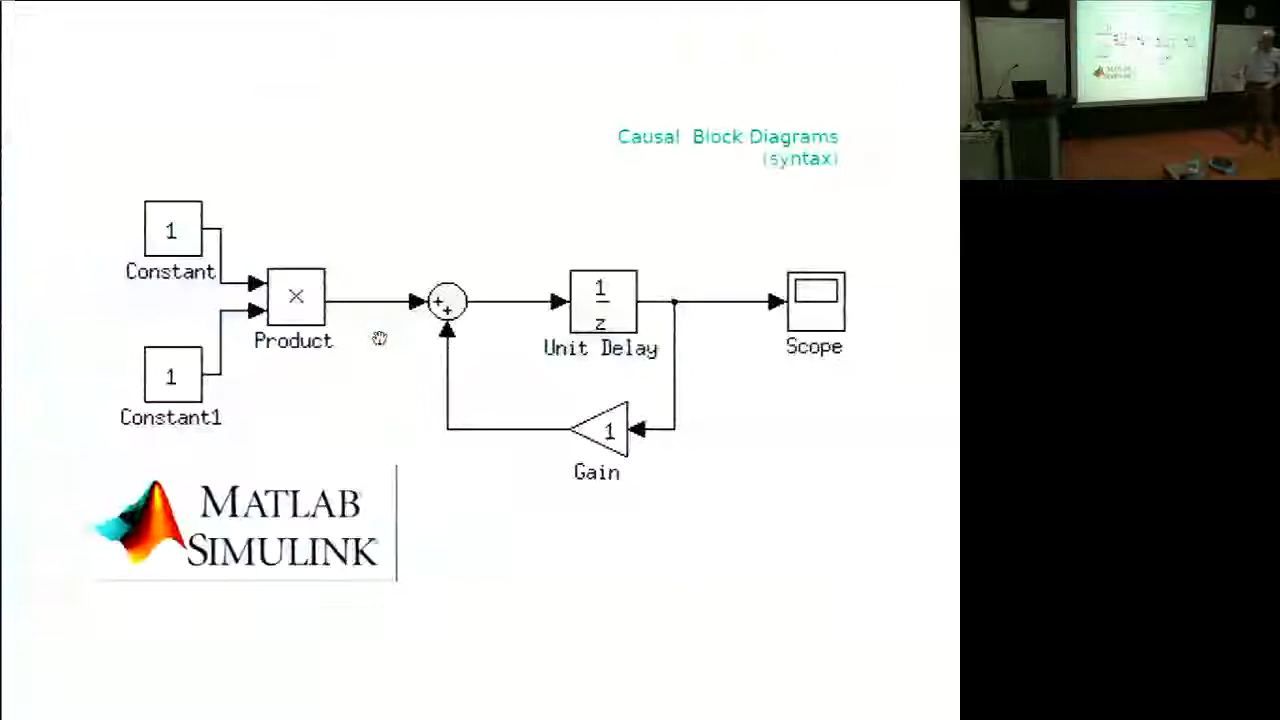 Causal Block Diagrams
(syntax)
1
Constant
×
Product
1
Constant1
+
+
1
z
Unit Delay
Scope
1
Gain
MATLAB
SIMULINK